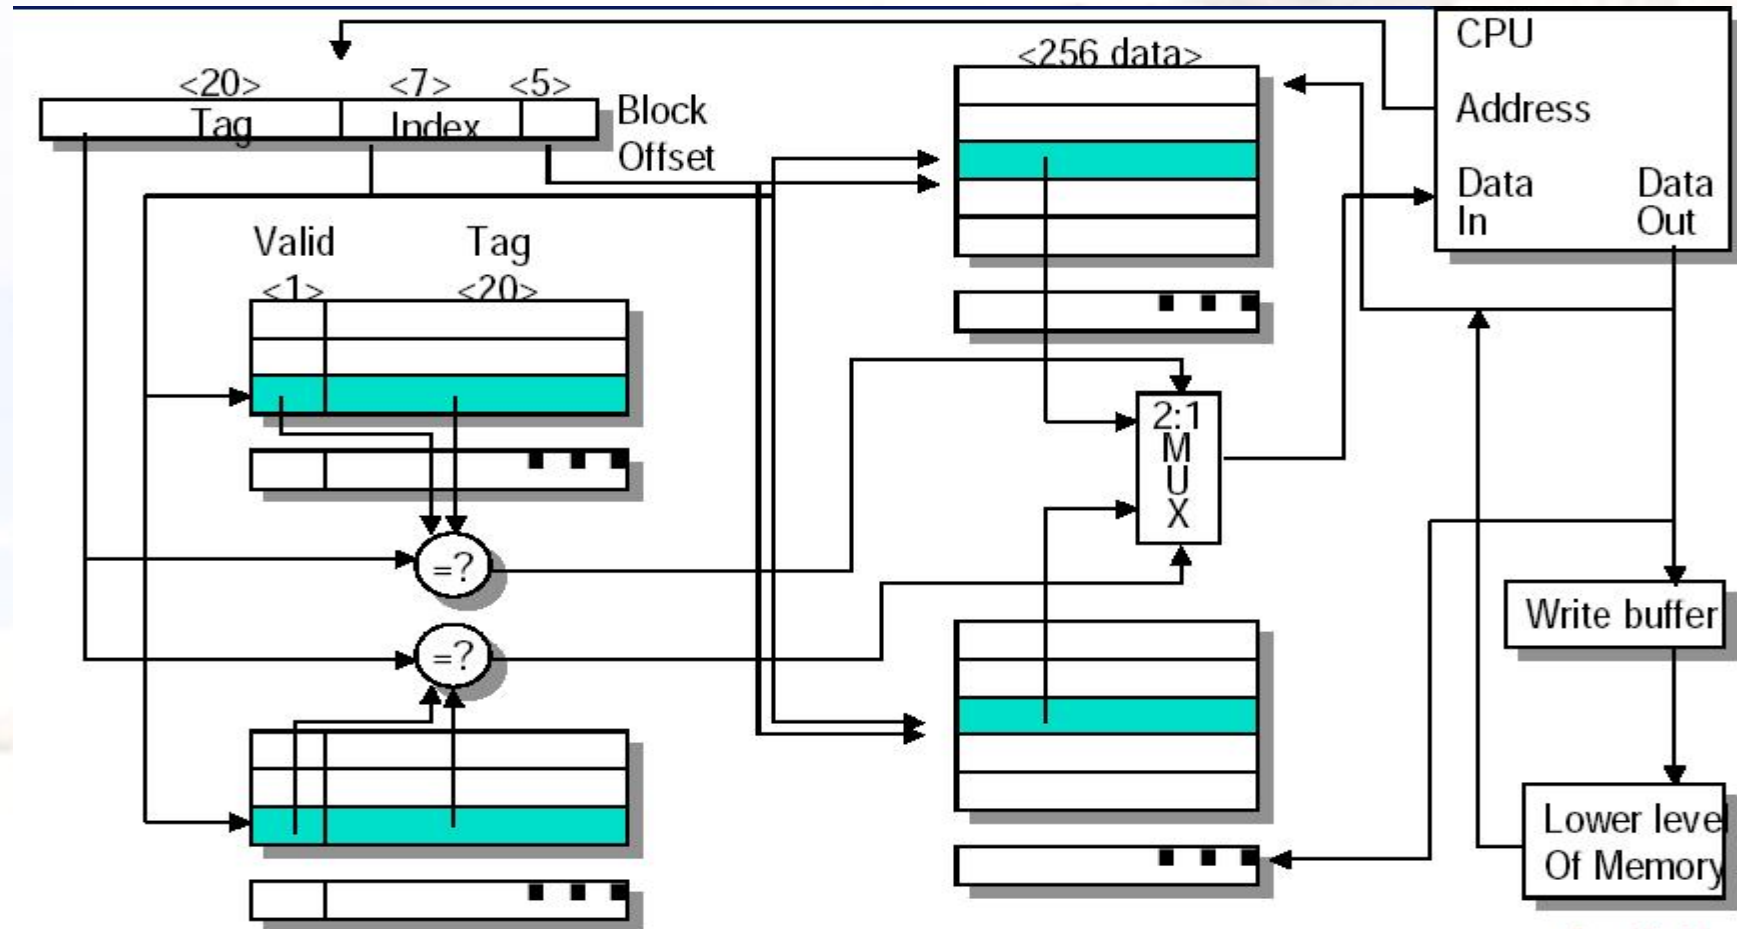 <256 data>
CPU
<20> <7> <5>
Tag Index
Block
Offset
Address
Data
In
Data
Out
Valid Tag
<1> <20>
2:1
M
U
X
=?
=?
Write buffer
Lower level
Of Memory